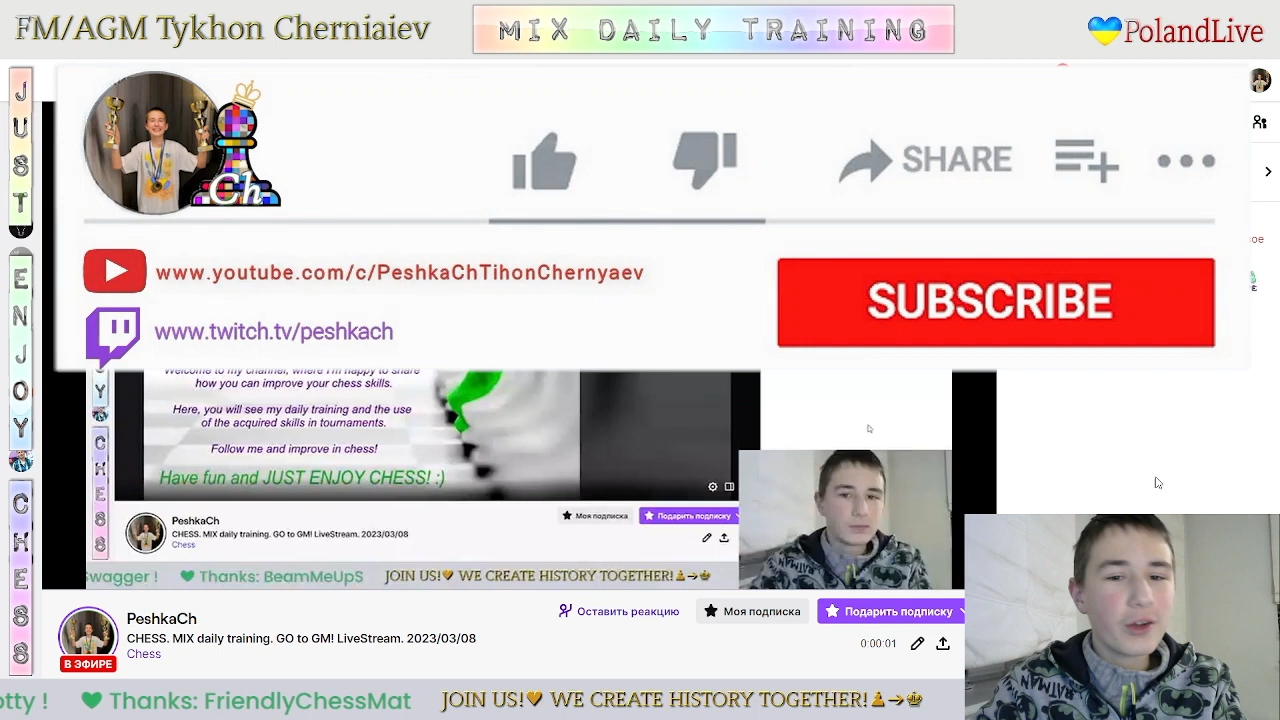 FM/AGM Tykhon Cherniaiev
MIX DAILY TRAINING
PolandLive
JUST
ENJOY
CHESS
Ch
SHARE
www.youtube.com/c/PeshkaChTihonChernyaev
SUBSCRIBE
www.twitch.tv/peshkach
Welcome to my channel, where I'm happy to share
how you can improve your chess skills.
Here, you will see my daily training and the use
of the acquired skills in tournaments.
Follow me and improve in chess!
Have fun and JUST ENJOY CHESS! :)
Y
CHESS
PeshkaCh
CHESS. MIX daily training. GO to GM! LiveStream. 2023/03/08
Chess
Моя подписка
Подарить подписку
Swagger ! Thanks: BeamMeUpS JOIN US! WE CREATE HISTORY TOGETHER!
PeshkaCh
CHESS. MIX daily training. GO to GM! LiveStream. 2023/03/08
Chess
В ЭФИРЕ
Оставить реакцию
Моя подписка
Подарить подписку
0:00:01
BATMAN
otty ! Thanks: FriendlyChessMat JOIN US! WE CREATE HISTORY TOGETHER!